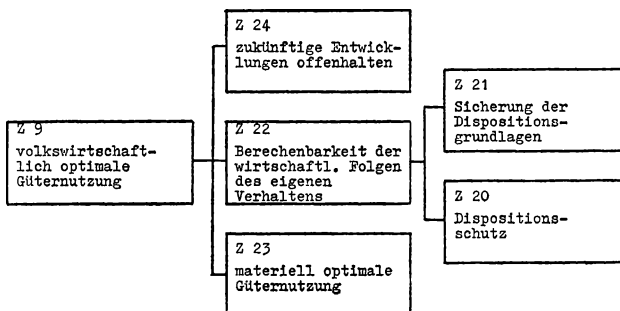 Z 24
zukünftige Entwick-
lungen offenhalten
Z 9
volkswirtschaft-
lich optimale
Güternutzung
Z 22
Berechenbarkeit der
wirtschaftl. Folgen
des eigenen
Verhaltens
Z 23
materiell optimale
Güternutzung
Z 21
Sicherung der
Dispositions-
grundlagen
Z 20
Dispositions-
schutz